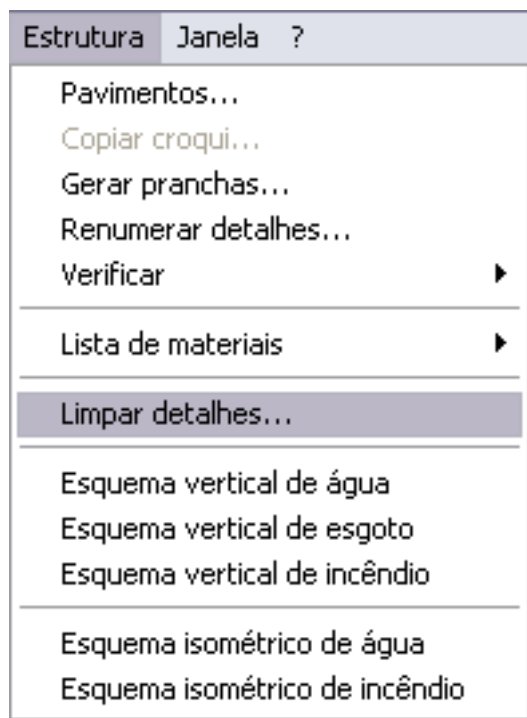 Estrutura Janela ?
Pavimentos...
Copiar croqui...
Gerar pranchas...
Renumerar detalhes...
Verificar
Lista de materiais
Limpar detalhes...
Esquema vertical de água
Esquema vertical de esgoto
Esquema vertical de incêndio
Esquema isométrico de água
Esquema isométrico de incêndio